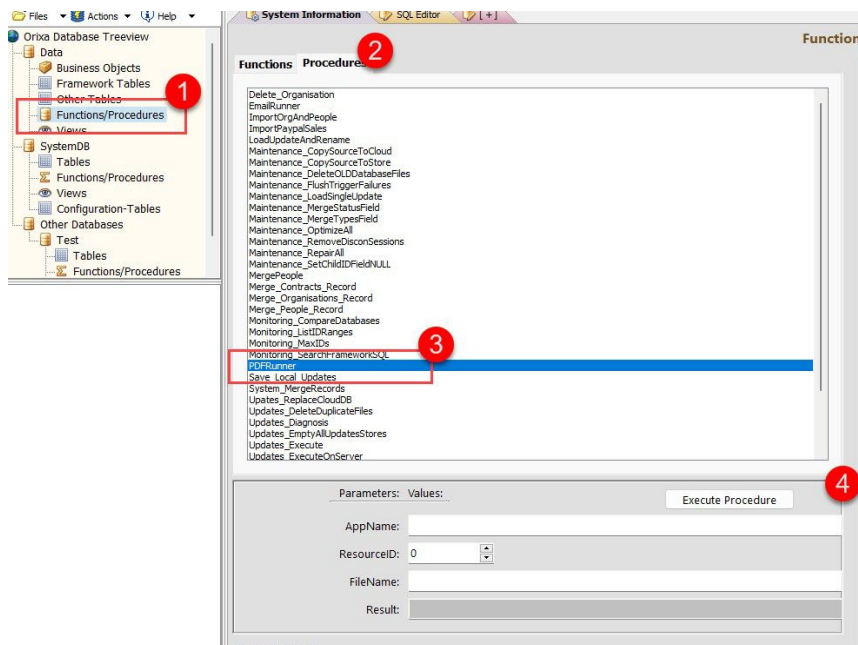 Files Actions Help
System Information SQL Editor [+]
Orixa Database Treeview
Data
Business Objects
Framework Tables
Other Tables
Functions/Procedures
Views
SystemDB
Tables
Functions/Procedures
Views
Configuration-Tables
Other Databases
Test
Tables
Functions/Procedures
1
Function
2
Functions Procedures
Delete_Organisation
EmailRunner
ImportOrgAndPeople
ImportPaypalSales
LoadUpdateAndRename
Maintenance_CopySourceToCloud
Maintenance_CopySourceToStore
Maintenance_DeleteOLDDatabaseFiles
Maintenance_FlushTriggerFailures
Maintenance_LoadSingleUpdate
Maintenance_MergeStatusField
Maintenance_MergeTypesField
Maintenance_OptimizeAll
Maintenance_RemoveDisconSessions
Maintenance_RepairAll
Maintenance_SetChildIDFieldNULL
MergePeople
Merge_Contracts_Record
Merge_Organisations_Record
Merge_People_Record
Monitoring_CompareDatabases
Monitoring_ListIDRanges
Monitoring_MaxIDs
Monitoring_SearchFrameworkSQL
3
PDFRunner
Save_Local_Updates
System_MergeRecords
Upates_ReplaceCloudDB
Updates_DeleteDuplicateFiles
Updates_Diagnosis
Updates_EmptyAllUpdatesStores
Updates_Execute
Updates_ExecuteOnServer
4
Parameters: Values: Execute Procedure
AppName:
ResourceID: 0
FileName:
Result: